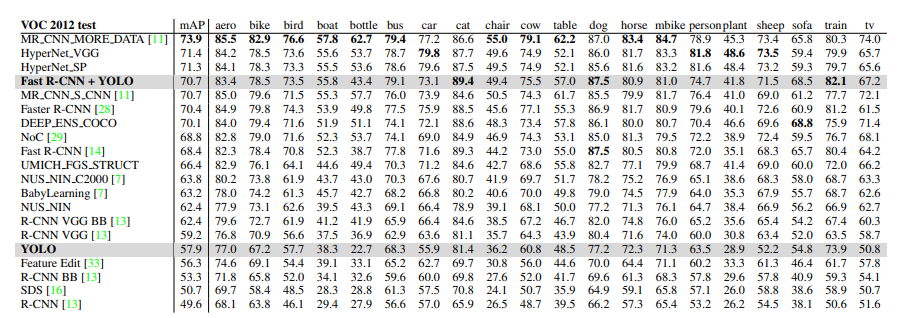 VOC 2012 test mAP aero bike bird boat bottle bus car cat chair cow table dog horse mbike person plant sheep sofa train tv
MR_CNN_MORE_DATA [11] 73.9 85.5 82.9 76.6 57.8 62.7 79.4 77.2 86.6 55.0 79.1 62.2 87.0 83.4 84.7 78.9 45.3 73.4 65.8 80.3 74.0
HyperNet_VGG 71.4 84.2 78.5 73.6 55.6 53.7 78.7 79.8 87.7 49.6 74.9 52.1 86.0 81.7 83.3 81.8 48.6 73.5 59.4 79.9 65.7
HyperNet_SP 71.3 84.1 78.3 73.3 55.5 53.6 78.6 79.6 87.5 49.5 74.9 52.1 85.6 81.6 83.2 81.6 48.4 73.2 59.3 79.7 65.6
Fast R-CNN + YOLO 70.7 83.4 78.5 73.5 55.8 43.4 79.1 73.1 89.4 49.4 75.5 57.0 87.5 80.9 81.0 74.7 41.8 71.5 68.5 82.1 67.2
MR_CNN_S_CNN [11] 70.7 85.0 79.6 71.5 55.3 57.7 76.0 73.9 84.6 50.5 74.3 61.7 85.5 79.9 81.7 76.4 41.0 69.0 61.2 77.7 72.1
Faster R-CNN [28] 70.4 84.9 79.8 74.3 53.9 49.8 77.5 75.9 88.5 45.6 77.1 55.3 86.9 81.7 80.9 79.6 40.1 72.6 60.9 81.2 61.5
DEEP_ENS_COCO 70.1 84.0 79.4 71.6 51.9 51.1 74.1 72.1 88.6 48.3 73.4 57.8 86.1 80.0 80.7 70.4 46.6 69.6 68.8 75.9 71.4
NoC [29] 68.8 82.8 79.0 71.6 52.3 53.7 74.1 69.0 84.9 46.9 74.3 53.1 85.0 81.3 79.5 72.2 38.9 72.4 59.5 76.7 68.1
Fast R-CNN [14] 68.4 82.3 78.4 70.8 52.3 38.7 77.8 71.6 89.3 44.2 73.0 55.0 87.5 80.5 80.8 72.0 35.1 68.3 65.7 80.4 64.2
UMICH_FGS_STRUCT 66.4 82.9 76.1 64.1 44.6 49.4 70.3 71.2 84.6 42.7 68.6 55.8 82.7 77.1 79.9 68.7 41.4 69.0 60.0 72.0 66.2
NUS_NIN_C2000 [7] 63.8 80.2 73.8 61.9 43.7 43.0 70.3 67.6 80.7 41.9 69.7 51.7 78.2 75.2 76.9 65.1 38.6 68.3 58.0 68.7 63.3
BabyLearning [7] 63.2 78.0 74.2 61.3 45.7 42.7 68.2 66.8 80.2 40.6 70.0 49.8 79.0 74.5 77.9 64.0 35.3 67.9 55.7 68.7 62.6
NUS_NIN 62.4 77.9 73.1 62.6 39.5 43.3 69.1 66.4 78.9 39.1 68.1 50.0 77.2 71.3 76.1 64.7 38.4 66.9 56.2 66.9 62.7
R-CNN VGG BB [13] 62.4 79.6 72.7 61.9 41.2 41.9 65.9 66.4 84.6 38.5 67.2 46.7 82.0 74.8 76.0 65.2 35.6 65.4 54.2 67.4 60.3
R-CNN VGG [13] 59.2 76.8 70.9 56.6 37.5 36.9 62.9 63.6 81.1 35.7 64.3 43.9 80.4 71.6 74.0 60.0 30.8 63.4 52.0 63.5 58.7
YOLO 57.9 77.0 67.2 57.7 38.3 22.7 68.3 55.9 81.4 36.2 60.8 48.5 77.2 72.3 71.3 63.5 28.9 52.2 54.8 73.9 50.8
Feature Edit [33] 56.3 74.6 69.1 54.4 39.1 33.1 65.2 62.7 69.7 30.8 56.0 44.6 70.0 64.4 71.1 60.2 33.3 61.3 46.4 61.7 57.8
R-CNN BB [13] 53.3 71.8 65.8 52.0 34.1 32.6 59.6 60.0 69.8 27.6 52.0 41.7 69.6 61.3 68.3 57.8 29.6 57.8 40.9 59.3 54.1
SDS [16] 50.7 69.7 58.4 48.5 28.3 28.8 61.3 57.5 70.8 24.1 50.7 35.9 64.9 59.1 65.8 57.1 26.0 58.8 38.6 58.9 50.7
R-CNN [13] 49.6 68.1 63.8 46.1 29.4 27.9 56.6 57.0 65.9 26.5 48.7 39.5 66.2 57.3 65.4 53.2 26.2 54.5 38.1 50.6 51.6